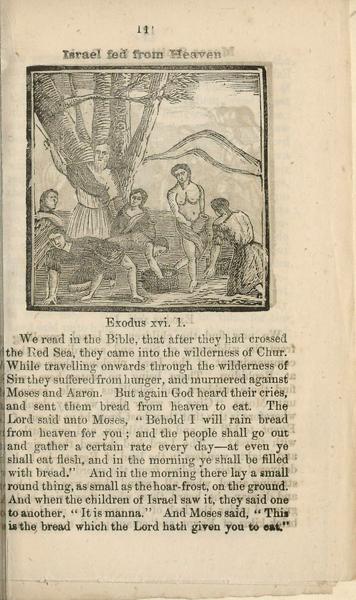 11
Israel fed from Heaven
Exodus xvi. 1.
We read in the Bible, that after they had crossed
the Red Sea, they came into the wilderness of Chur.
While travelling onwards through the wilderness of
Sin they suffered from hunger, and murmered against
Moses and Aaron. But again God heard their cries,
and sent them bread from heaven to eat. The
Lord said unto Moses, "Behold I will rain bread
from heaven for you; and the people shall go out
and gather a certain rate every day—at even ye
shall eat flesh, and in the morning ye shall be filled
with bread." And in the morning there lay a small
round thing, as small as the hoar-frost, on the ground.
And when the children of Israel saw it, they said one
to another, "It is manna." And Moses said, "This
is the bread which the Lord hath given you to eat."